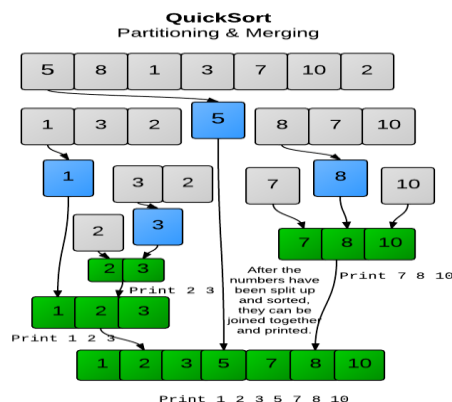 QuickSort
Partitioning & Merging
5 8 1 3 7 10 2
1 3 2
5
8 7 10
1
3 2
7
8
10
2
3
7 8 10
2 3
After the
numbers have
been split up
and sorted,
they can be
joined together
and printed.
Print 7 8 10
Print 2 3
1 2 3
Print 1 2 3
1 2 3 5 7 8 10
Print 1 2 3 5 7 8 10